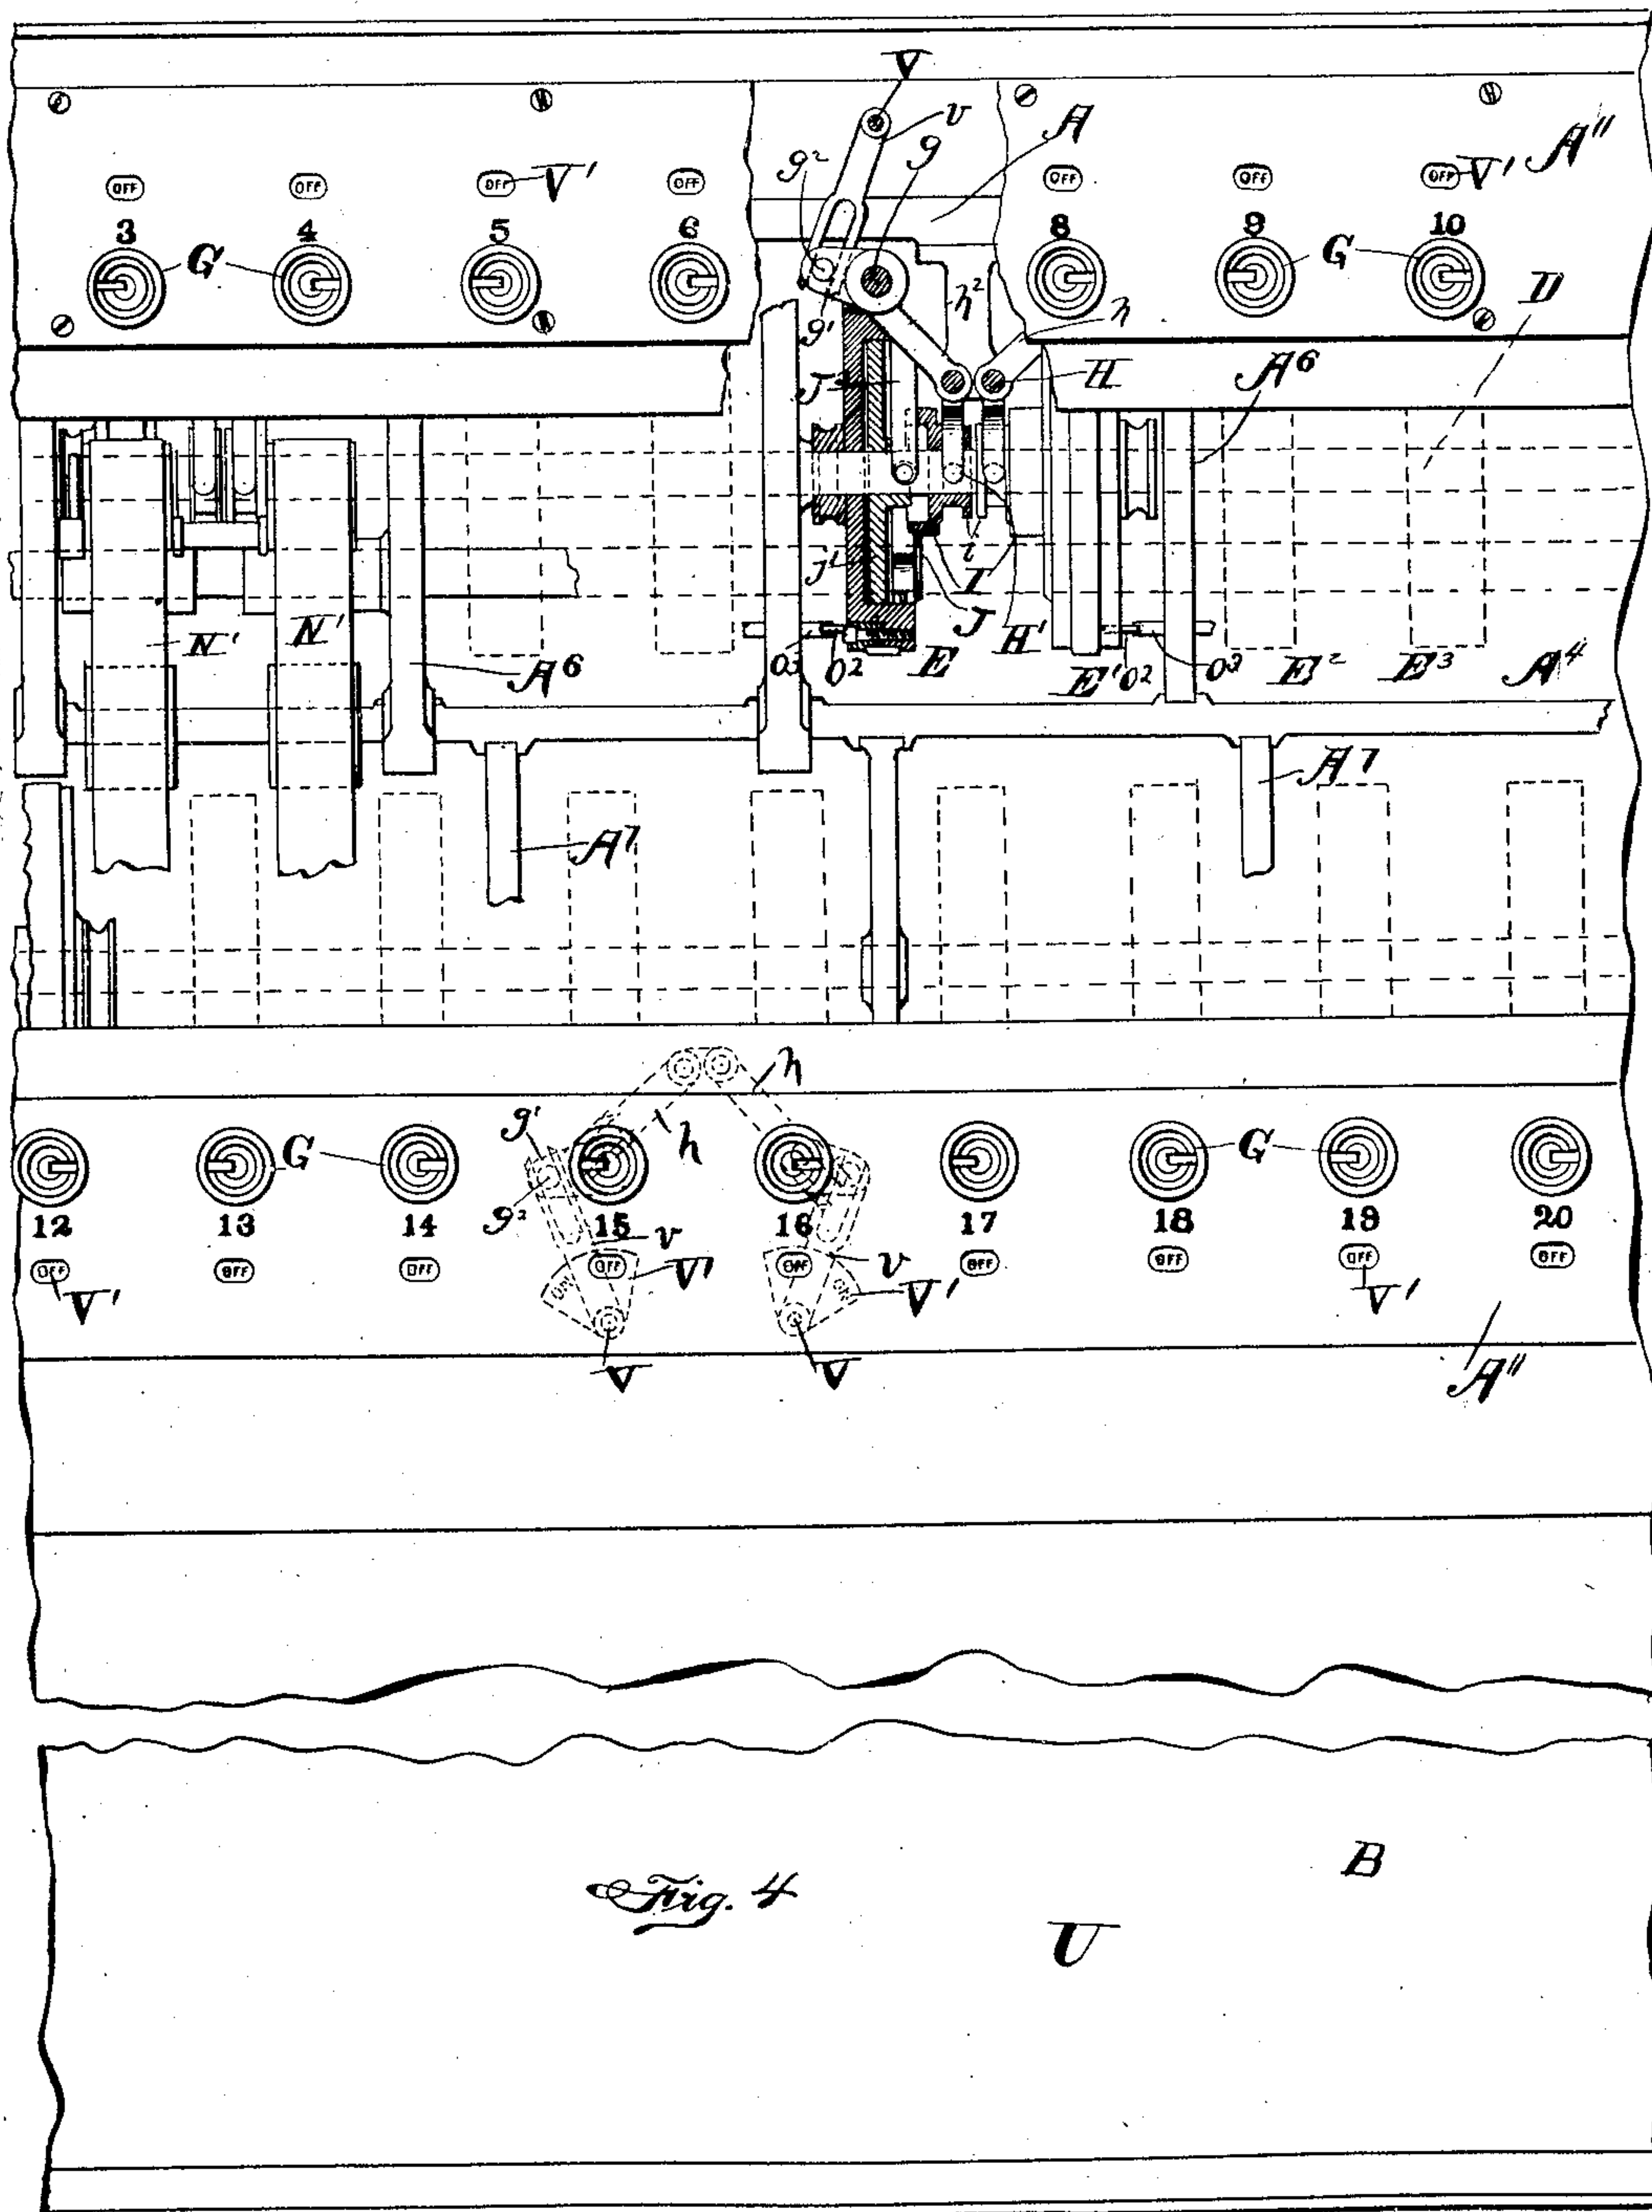 V
A v g A''
g²
OFF OFF OFF V' OFF OFF OFF OFF V'
3 G 4 5 6 8 9 G 10
D
g' h² h
J H A⁶
N' N' A⁶ J' i I J H'
O³ O² E E' O² O³ E² E³ A⁴
A⁷ A⁷
h
g' h
G G
g²
12 13 14 15 16 17 18 19 20
v v
OFF OFF OFF OFF OFF OFF OFF OFF OFF
V' ON V' ON V' V'
V V A''
B
Fig. 4
U